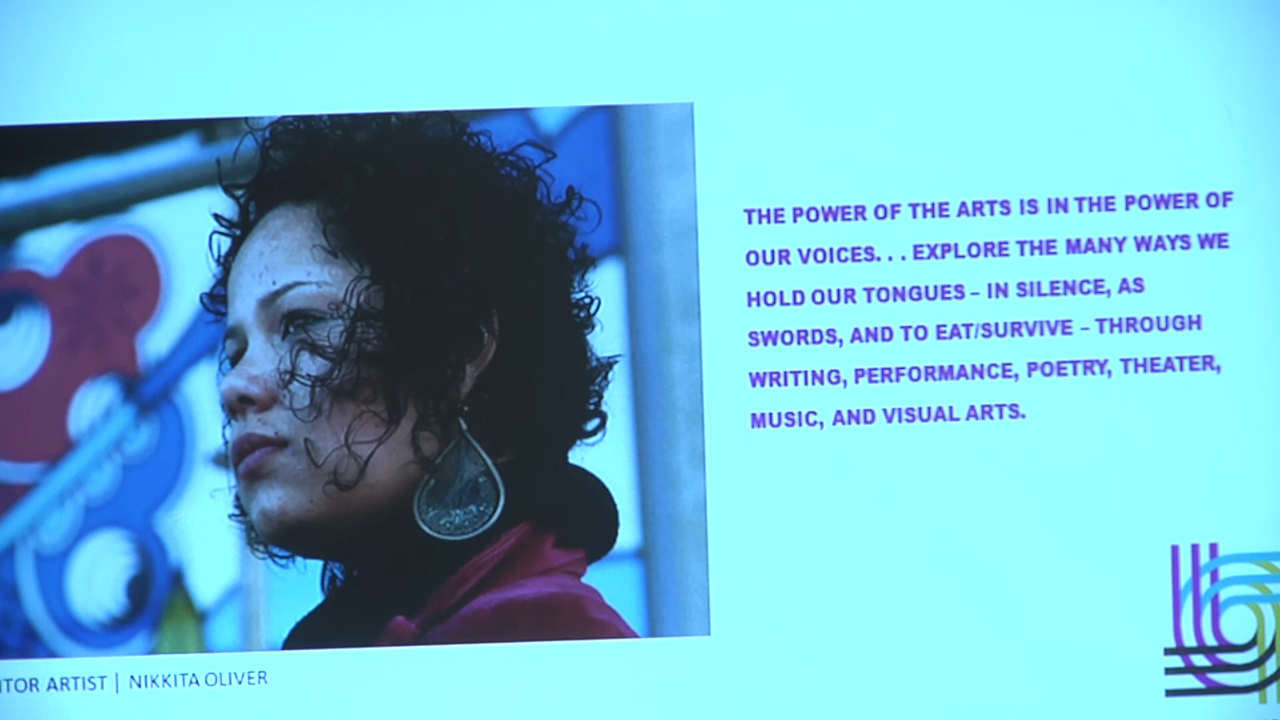 THE POWER OF THE ARTS IS IN THE POWER OF
OUR VOICES. . . EXPLORE THE MANY WAYS WE
HOLD OUR TONGUES – IN SILENCE, AS
SWORDS, AND TO EAT/SURVIVE – THROUGH
WRITING, PERFORMANCE, POETRY, THEATER,
MUSIC, AND VISUAL ARTS.
ITOR ARTIST | NIKKITA OLIVER